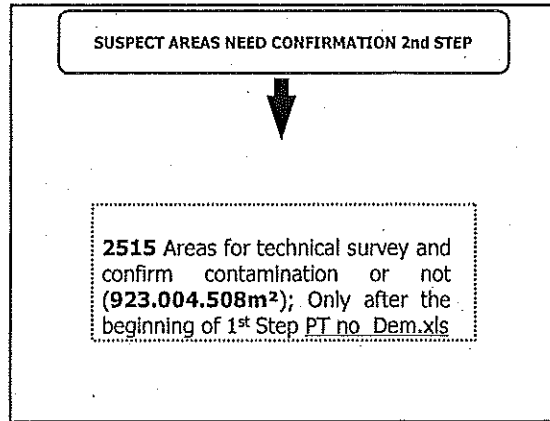 SUSPECT AREAS NEED CONFIRMATION 2nd STEP
2515 Areas for technical survey and
confirm contamination or not
(923.004.508m²); Only after the
beginning of 1st Step PT no Dem.xls